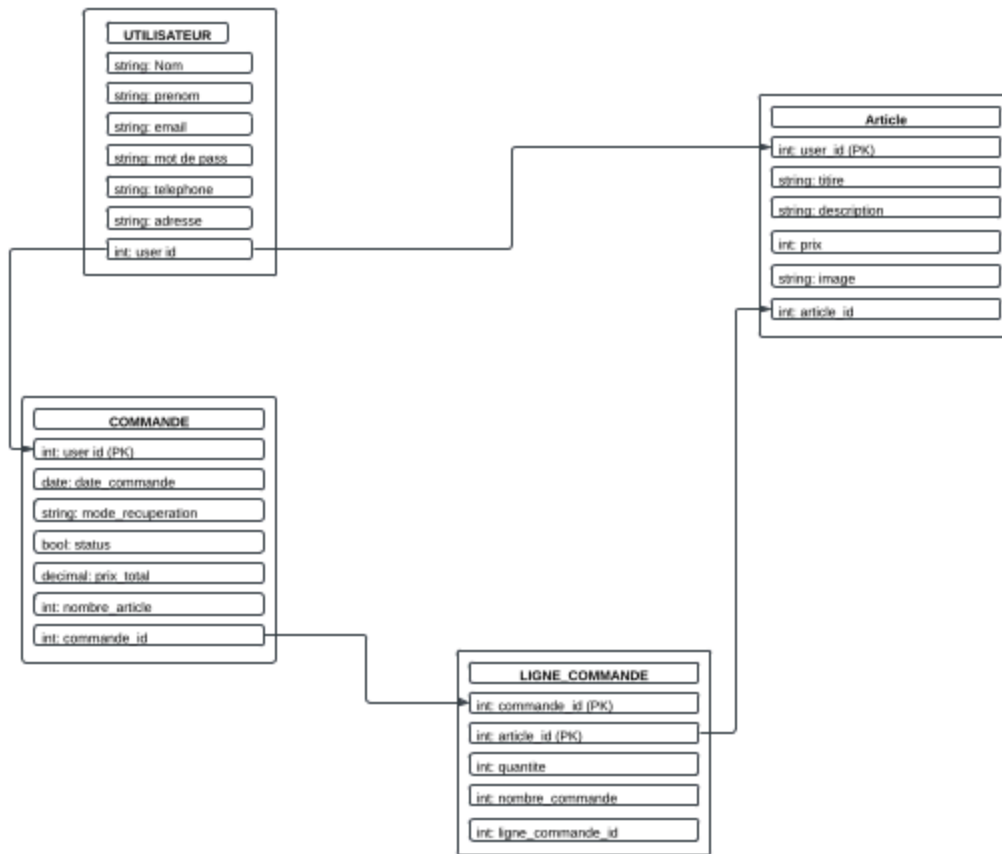 UTILISATEUR
string: Nom
string: prenom
string: email
string: mot de pass
string: telephone
string: adresse
int: user id
Article
int: user_id (PK)
string: titire
string: description
int: prix
string: image
int: article_id
COMMANDE
int: user id (PK)
date: date_commande
string: mode_recuperation
bool: status
decimal: prix_total
int: nombre_article
int: commande_id
LIGNE_COMMANDE
int: commande_id (PK)
int: article_id (PK)
int: quantite
int: nombre_commande
int: ligne_commande_id